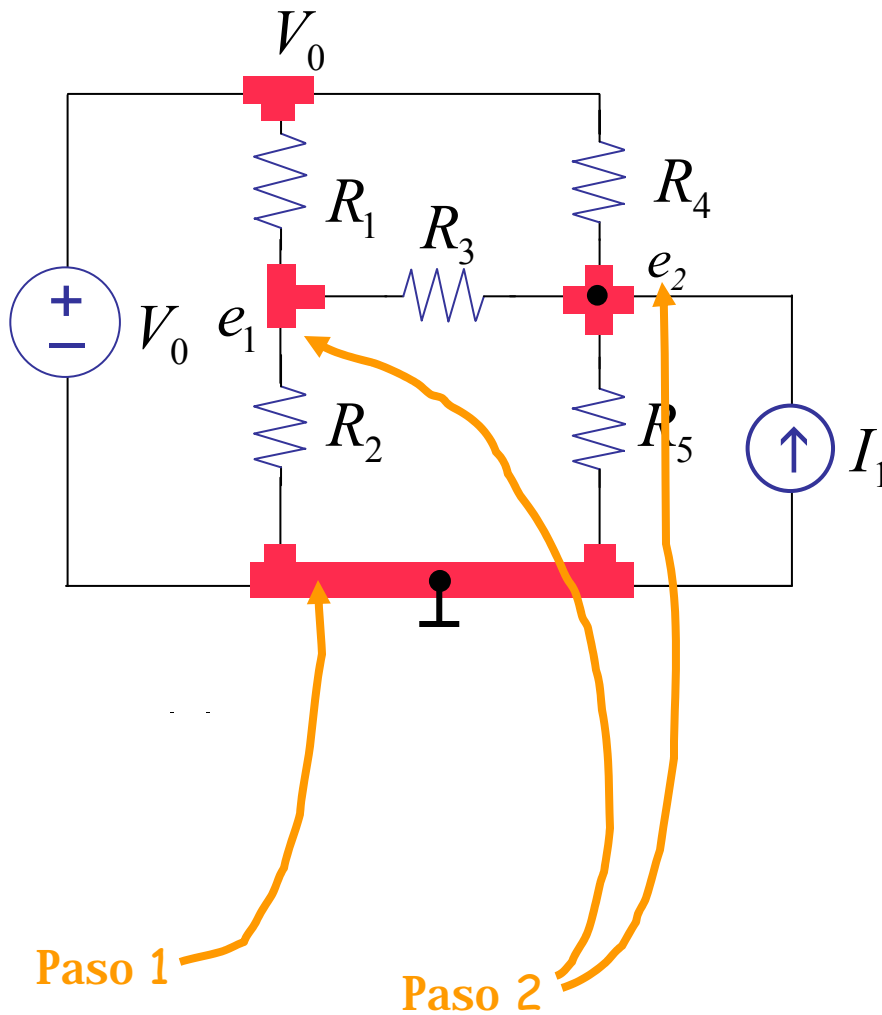 V₀
R₁
R₄
R₃
e₂
+
−
V₀
e₁
R₂
R₅
I₁
Paso 1
Paso 2